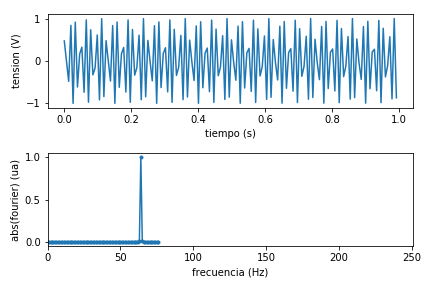 1
0
−1
tension (V)
0.0 0.2 0.4 0.6 0.8 1.0
tiempo (s)
1.0
0.5
0.0
abs(fourier) (ua)
0 50 100 150 200 250
frecuencia (Hz)